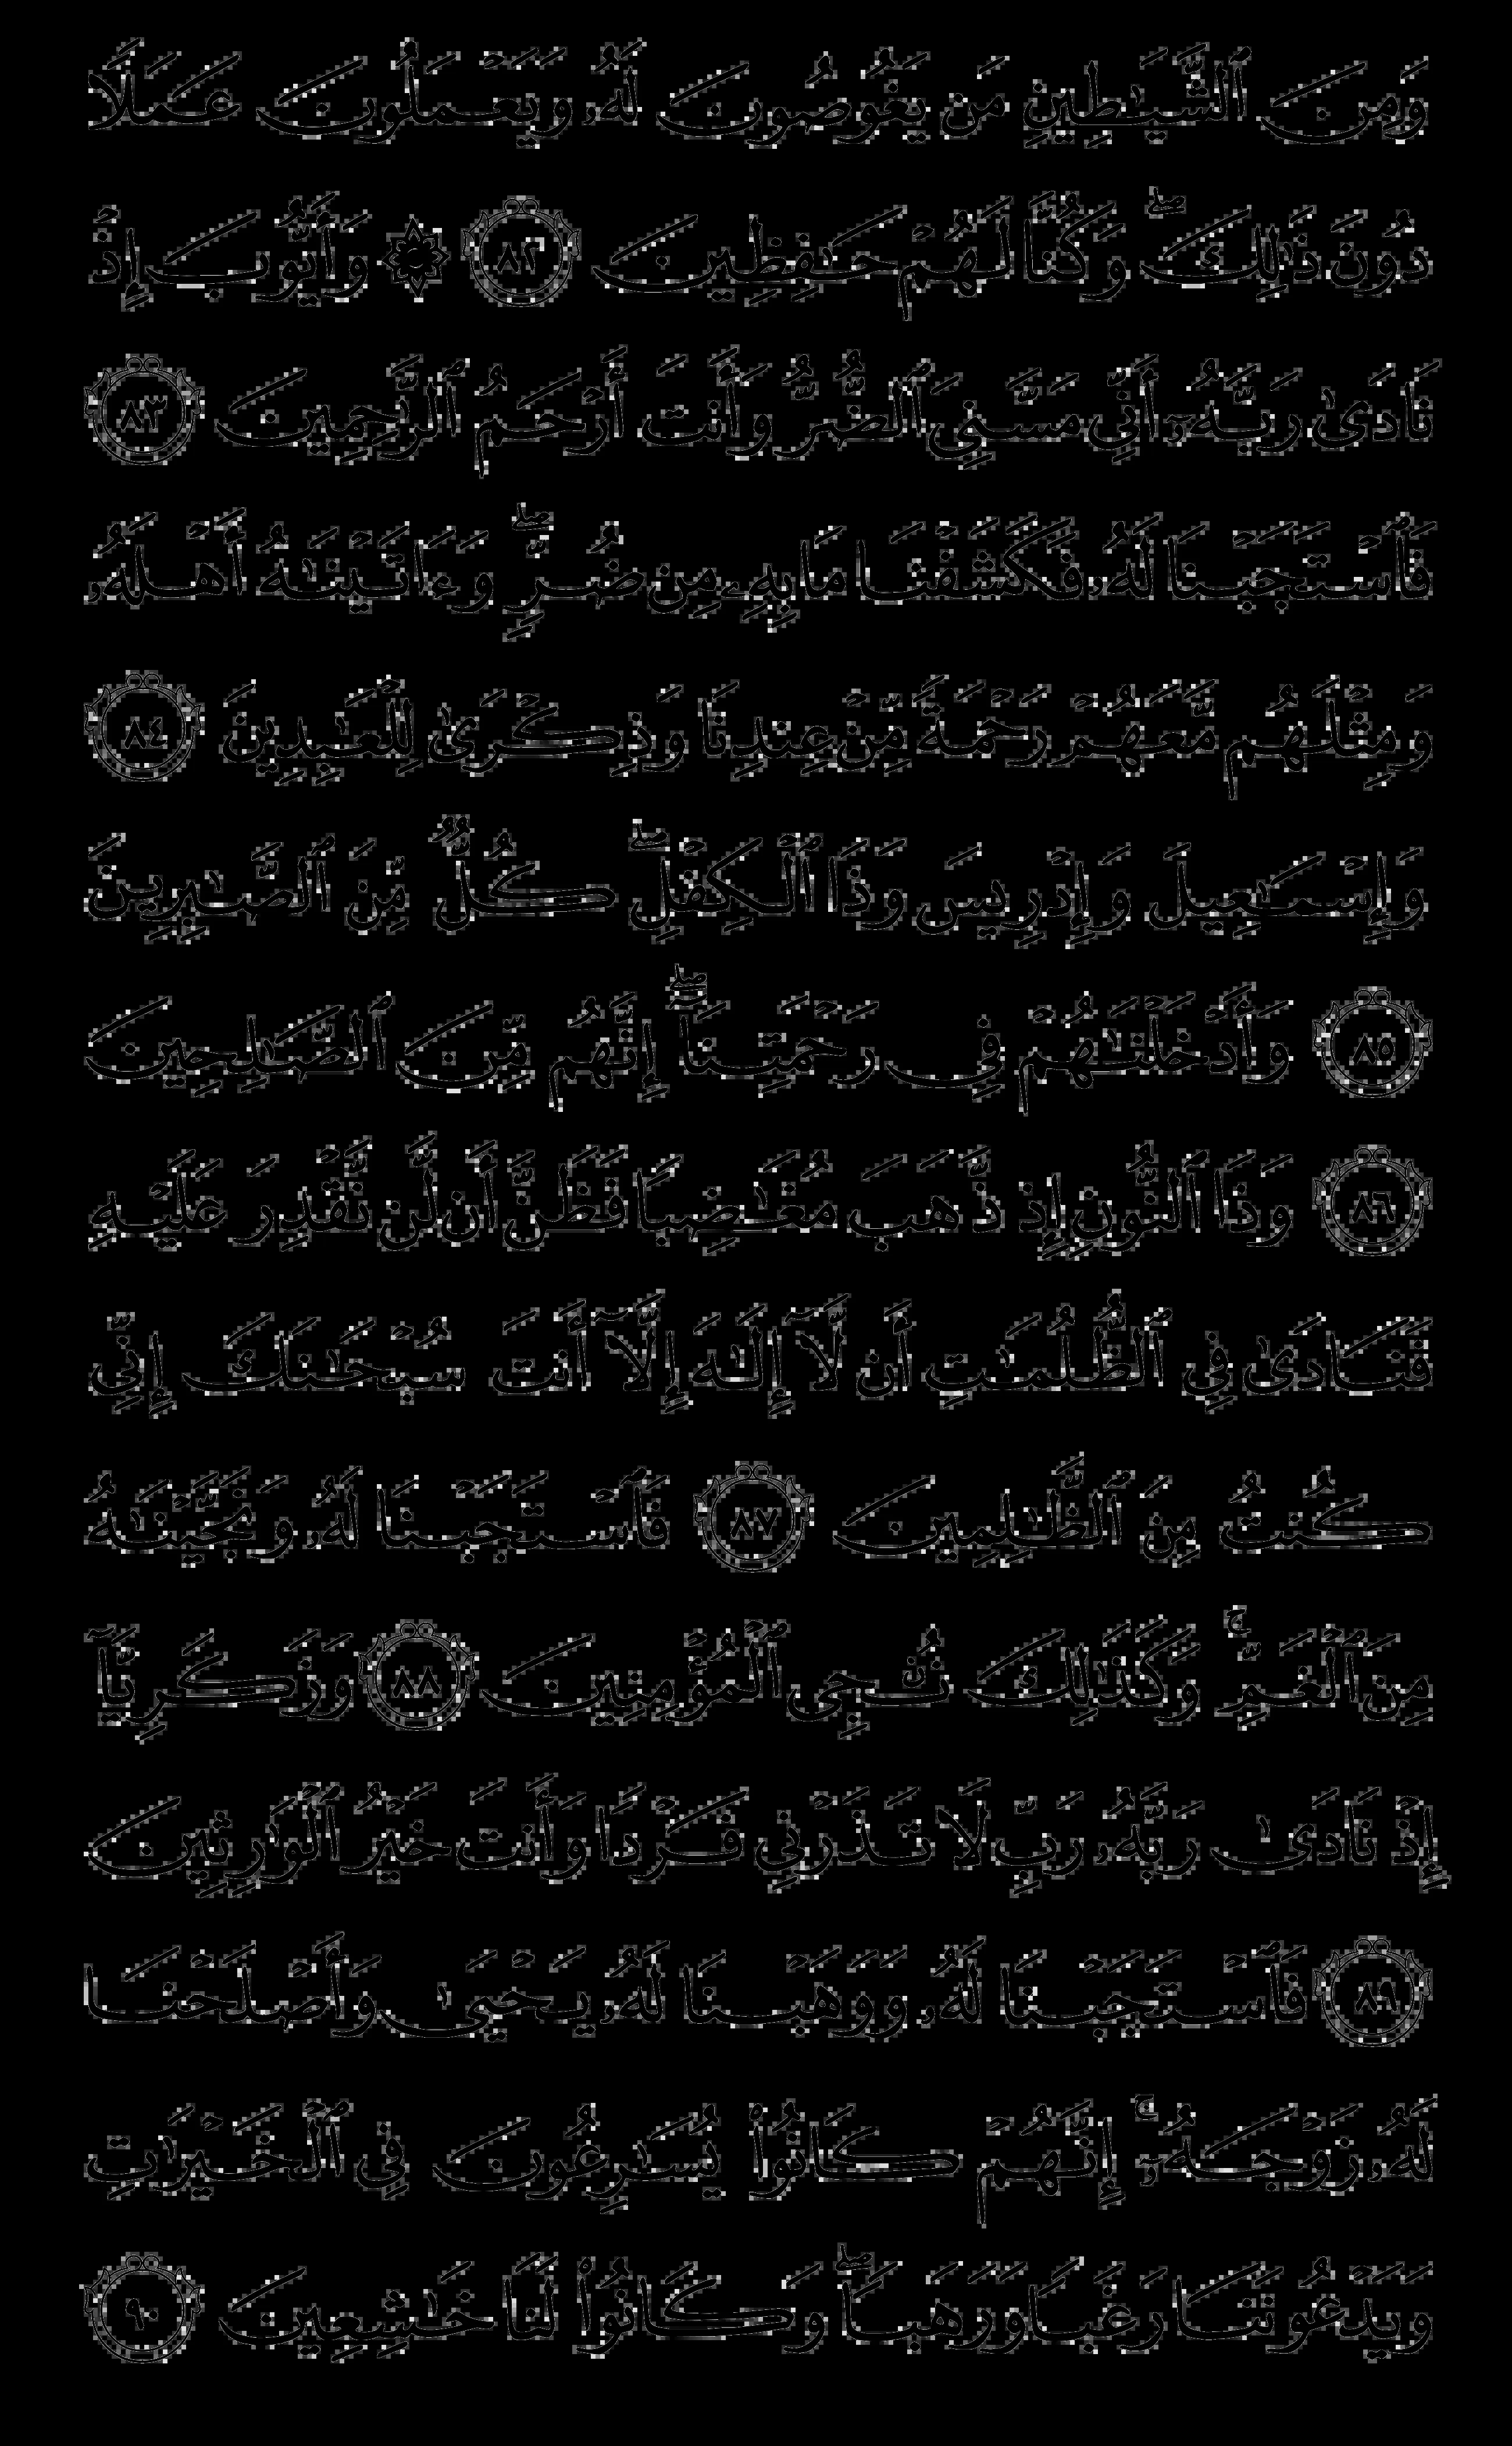 وَمِنَ ٱلشَّيَٰطِينِ مَن يَغُوصُونَ لَهُۥ وَيَعۡمَلُونَ عَمَلٗا
دُونَ ذَٰلِكَۖ وَكُنَّا لَهُمۡ حَٰفِظِينَ ٨٢ ۞ وَأَيُّوبَ إِذۡ
نَادَىٰ رَبَّهُۥٓ أَنِّي مَسَّنِيَ ٱلضُّرُّ وَأَنتَ أَرۡحَمُ ٱلرَّٰحِمِينَ ٨٣
فَٱسۡتَجَبۡنَا لَهُۥ فَكَشَفۡنَا مَا بِهِۦ مِن ضُرّٖۖ وَءَاتَيۡنَٰهُ أَهۡلَهُۥ
وَمِثۡلَهُم مَّعَهُمۡ رَحۡمَةٗ مِّنۡ عِندِنَا وَذِكۡرَىٰ لِلۡعَٰبِدِينَ ٨٤
وَإِسۡمَٰعِيلَ وَإِدۡرِيسَ وَذَا ٱلۡكِفۡلِۖ كُلّٞ مِّنَ ٱلصَّٰبِرِينَ
٨٥ وَأَدۡخَلۡنَٰهُمۡ فِي رَحۡمَتِنَآۖ إِنَّهُم مِّنَ ٱلصَّٰلِحِينَ
٨٦ وَذَا ٱلنُّونِ إِذ ذَّهَبَ مُغَٰضِبٗا فَظَنَّ أَن لَّن نَّقۡدِرَ عَلَيۡهِ
فَنَادَىٰ فِي ٱلظُّلُمَٰتِ أَن لَّآ إِلَٰهَ إِلَّآ أَنتَ سُبۡحَٰنَكَ إِنِّي
كُنتُ مِنَ ٱلظَّٰلِمِينَ ٨٧ فَٱسۡتَجَبۡنَا لَهُۥ وَنَجَّيۡنَٰهُ
مِنَ ٱلۡغَمِّۚ وَكَذَٰلِكَ نُـۨجِي ٱلۡمُؤۡمِنِينَ ٨٨ وَزَكَرِيَّآ
إِذۡ نَادَىٰ رَبَّهُۥ رَبِّ لَا تَذَرۡنِي فَرۡدٗا وَأَنتَ خَيۡرُ ٱلۡوَٰرِثِينَ
٨٩ فَٱسۡتَجَبۡنَا لَهُۥ وَوَهَبۡنَا لَهُۥ يَحۡيَىٰ وَأَصۡلَحۡنَا
لَهُۥ زَوۡجَهُۥٓۚ إِنَّهُمۡ كَانُواْ يُسَٰرِعُونَ فِي ٱلۡخَيۡرَٰتِ
وَيَدۡعُونَنَا رَغَبٗا وَرَهَبٗاۖ وَكَانُواْ لَنَا خَٰشِعِينَ ٩٠